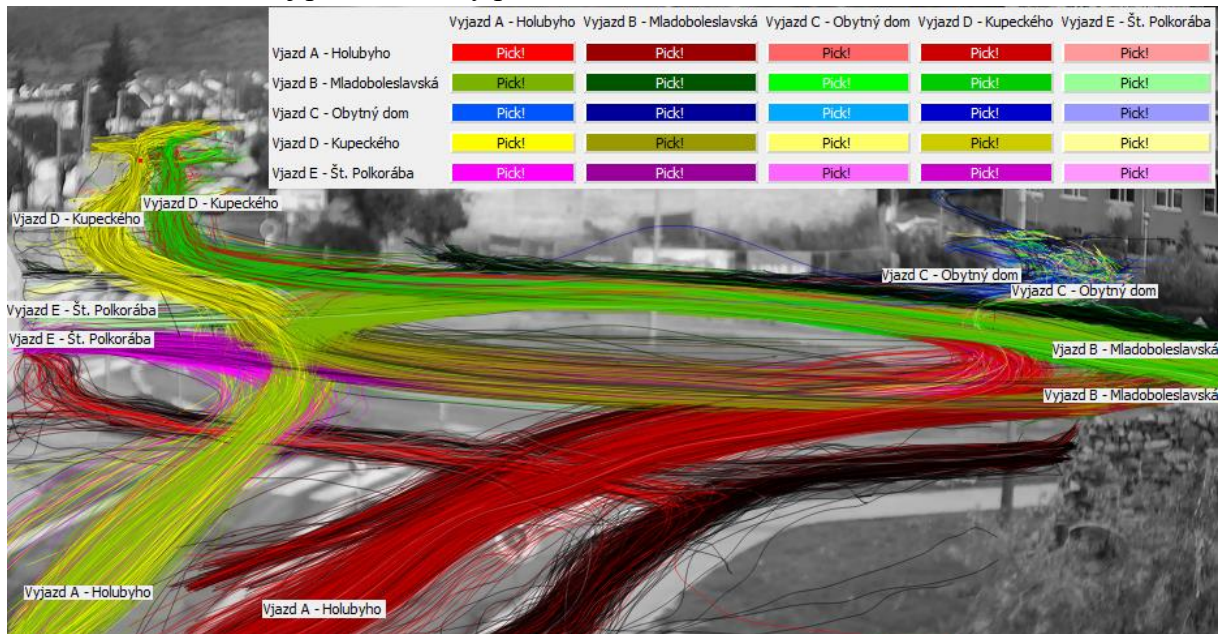 Vyjazd A - Holubyho Vyjazd B - Mladoboleslavská Vyjazd C - Obytný dom Vyjazd D - Kupeckého Vyjazd E - Št. Polkorába
Vjazd A - Holubyho Pick! Pick! Pick! Pick! Pick!
Vjazd B - Mladoboleslavská Pick! Pick! Pick! Pick! Pick!
Vjazd C - Obytný dom Pick! Pick! Pick! Pick! Pick!
Vjazd D - Kupeckého Pick! Pick! Pick! Pick! Pick!
Vjazd E - Št. Polkorába Pick! Pick! Pick! Pick! Pick!
Vyjazd D - Kupeckého
Vjazd D - Kupeckého
Vjazd C - Obytný dom
Vyjazd C - Obytný dom
Vyjazd E - Št. Polkorába
Vjazd E - Št. Polkorába
Vjazd B - Mladoboleslavská
Vyjazd B - Mladoboleslavská
Vyjazd A - Holubyho
Vjazd A - Holubyho